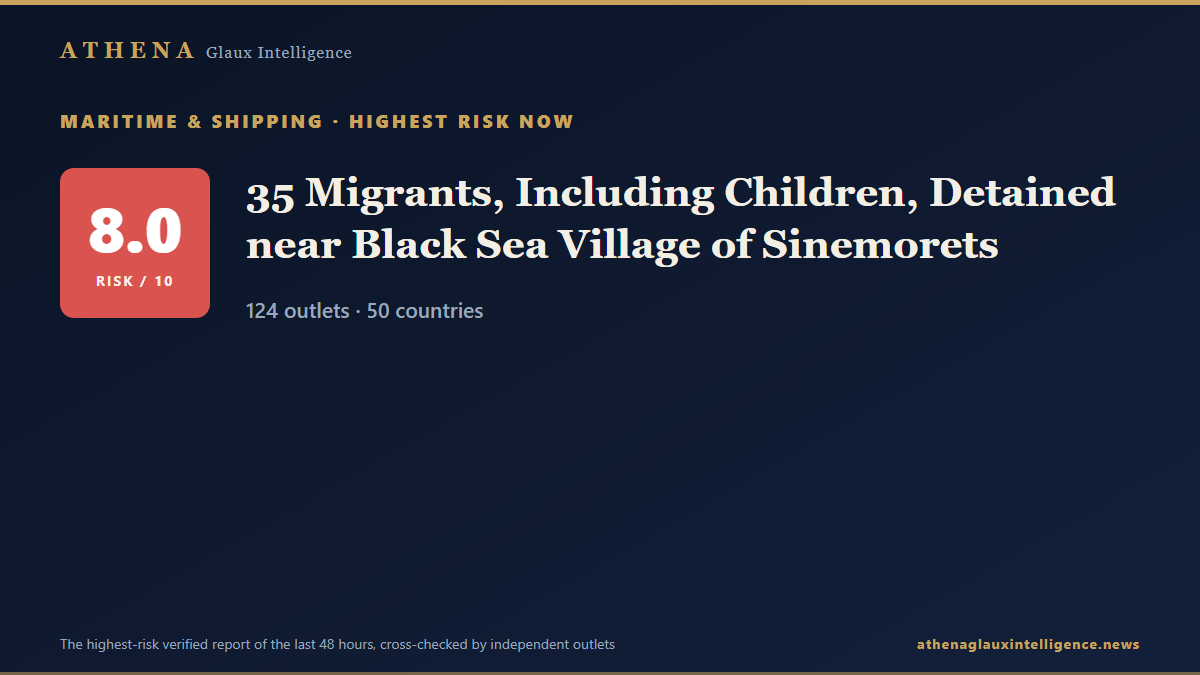 ATHENA Glaux Intelligence
MARITIME & SHIPPING · HIGHEST RISK NOW
8.0
RISK / 10
35 Migrants, Including Children, Detained
near Black Sea Village of Sinemorets
124 outlets · 50 countries
The highest-risk verified report of the last 48 hours, cross-checked by independent outlets
athenaglauxintelligence.news